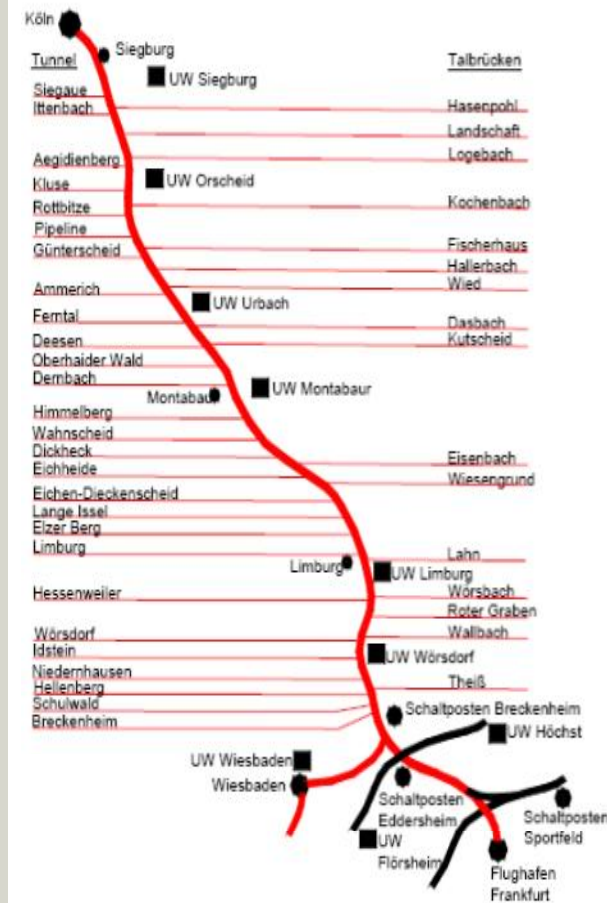 Köln
Siegburg
Tunnel
Talbrücken
UW Siegburg
Siegaue
Ittenbach
Hasenpohl
Landschaft
Aegidienberg
Logebach
Kluse
UW Orscheid
Rottbitze
Kochenbach
Pipeline
Günterscheid
Fischerhaus
Hallerbach
Ammerich
Wied
UW Urbach
Ferntal
Dasbach
Deesen
Kutscheid
Oberhaider Wald
Dernbach
Montabaur
UW Montabaur
Himmelberg
Wahnscheid
Dickheck
Eisenbach
Eichheide
Wiesengrund
Eichen-Dieckenscheid
Lange Issel
Elzer Berg
Limburg
Lahn
Limburg
UW Limburg
Hessenweiler
Wörsbach
Roter Graben
Wörsdorf
Wallbach
Idstein
UW Wörsdorf
Niedernhausen
Hellenberg
Theiß
Schulwald
Schaltposten Breckenheim
Breckenheim
UW Höchst
UW Wiesbaden
Wiesbaden
Schaltposten
Eddersheim
Schaltposten
Sportfeld
UW
Flörsheim
Flughafen
Frankfurt